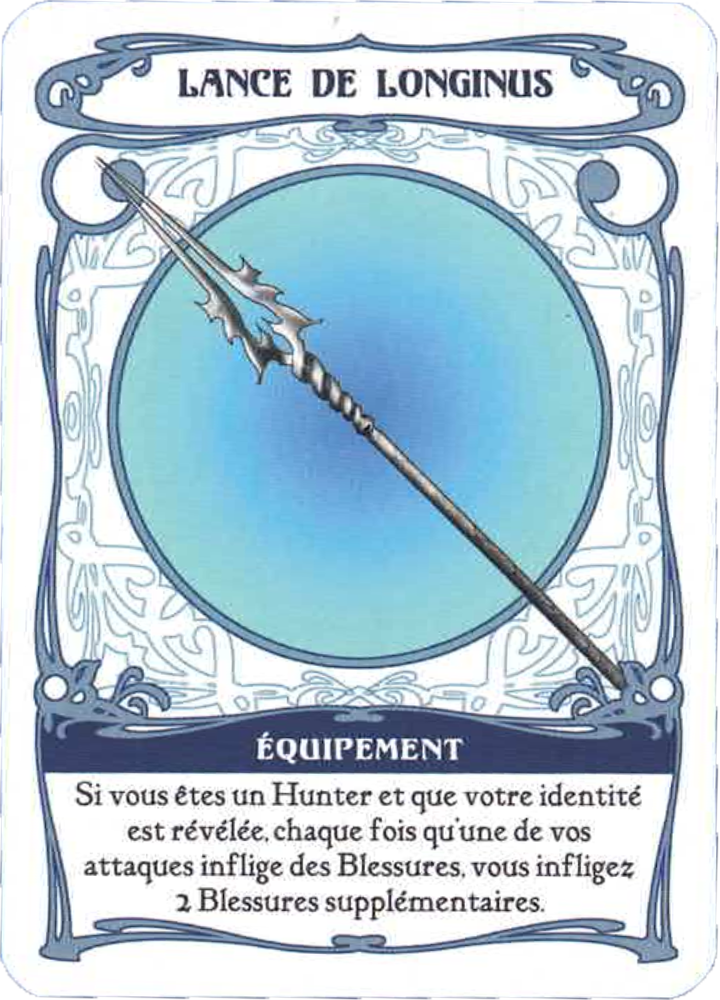 LANCE DE LONGINUS
ÉQUIPEMENT
Si vous êtes un Hunter et que votre identité
est révélée, chaque fois qu'une de vos
attaques inflige des Blessures, vous infligez
2 Blessures supplémentaires.